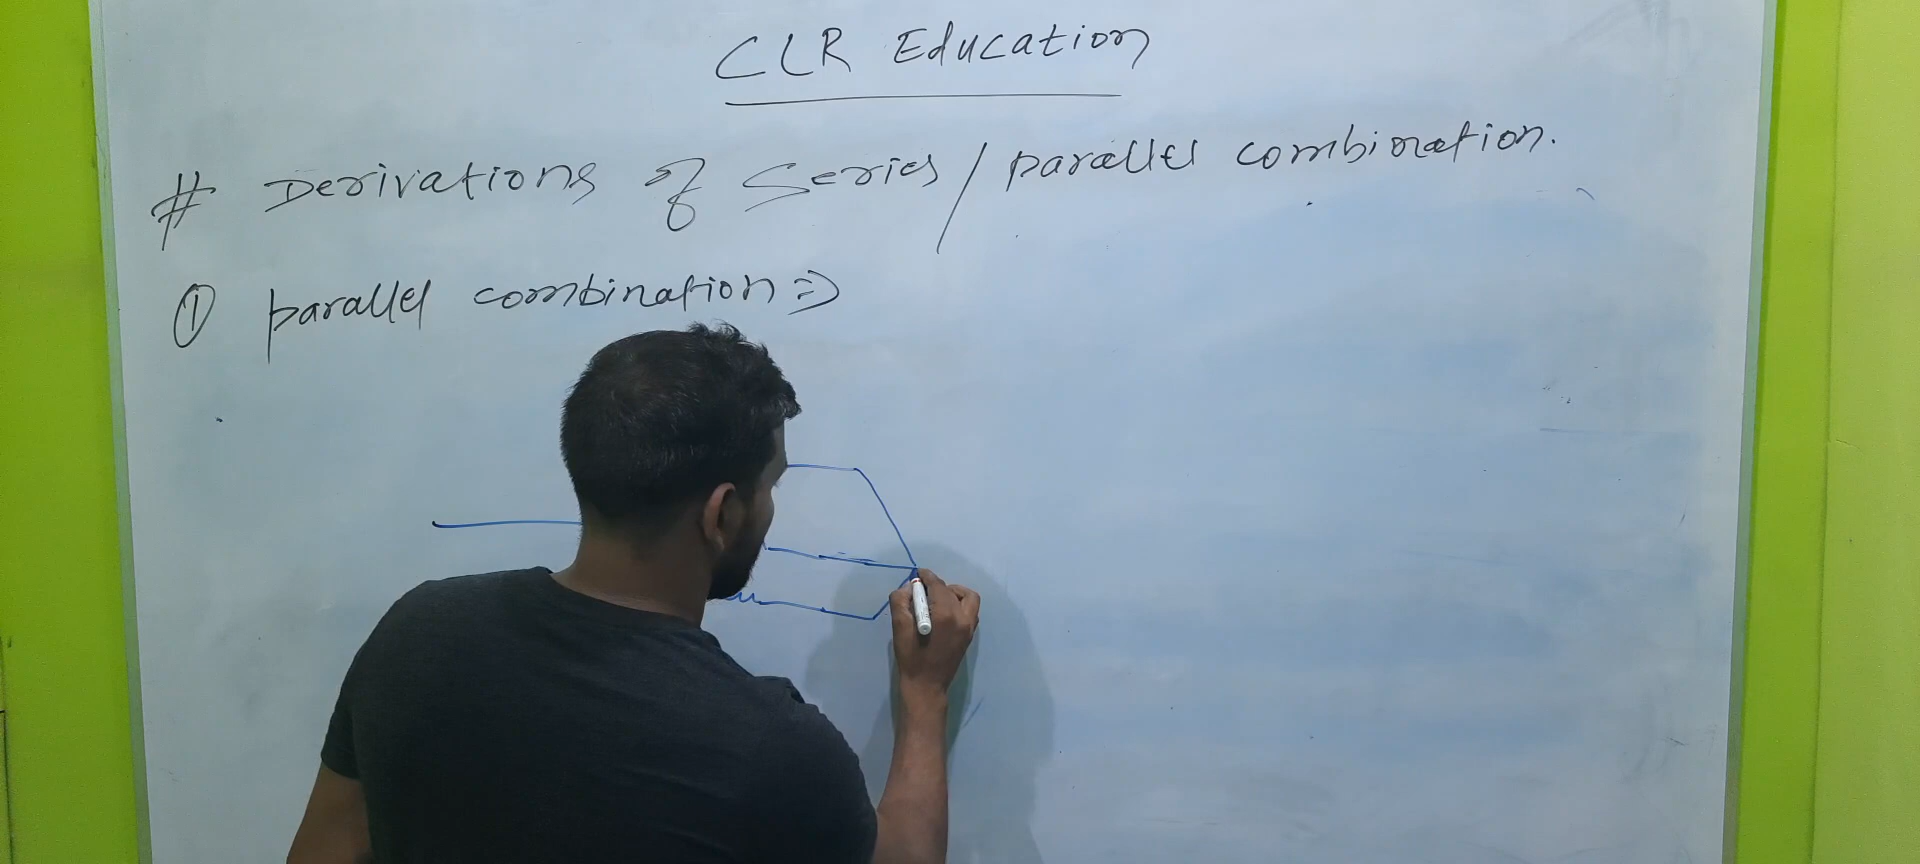 CLR Education
# Derivations of Series / parallel combination.
① parallel combination ⇒